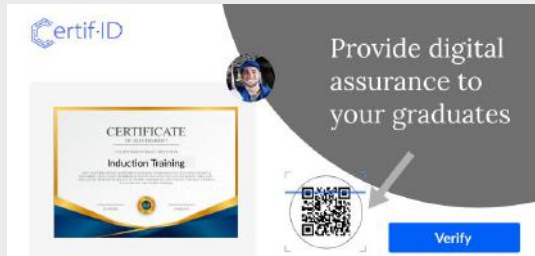 Certif-ID
Provide digital
assurance to
your graduates
CERTIFICATE
Induction Training
Verify